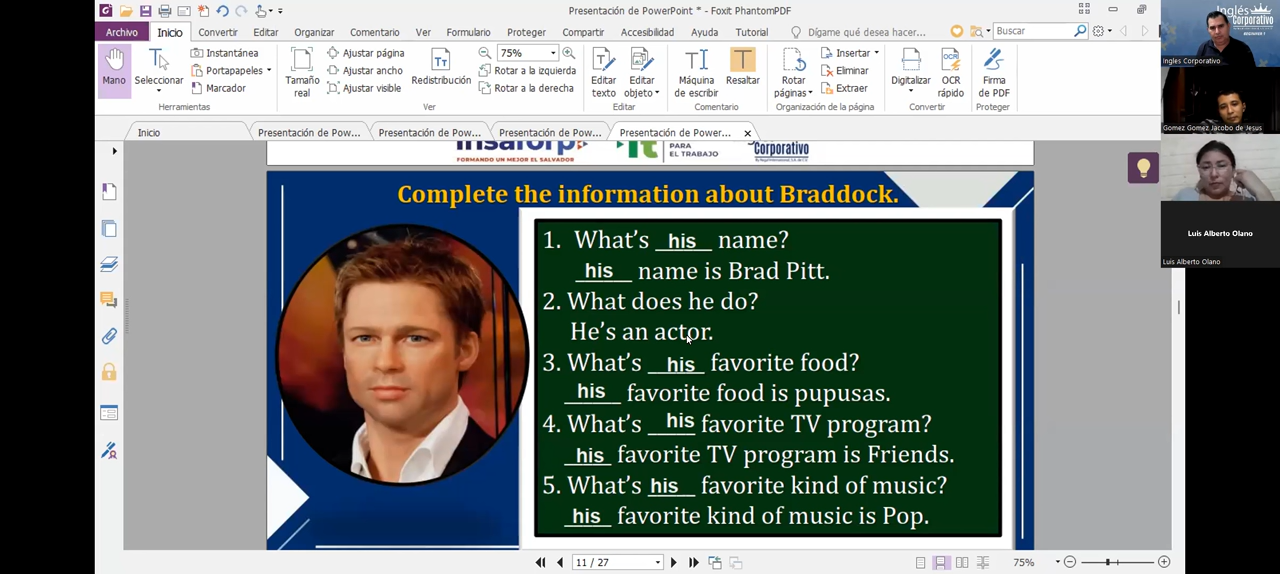 Presentación de PowerPoint * - Foxit PhantomPDF
Archivo Inicio Convertir Editar Organizar Comentario Ver Formulario Proteger Compartir Accesibilidad Ayuda Tutorial Dígame qué desea hacer... Buscar
Mano
Seleccionar
Instantánea
Portapapeles
Marcador
Herramientas
Tamaño real
Ajustar página
Ajustar ancho
Ajustar visible
Redistribución
75%
Rotar a la izquierda
Rotar a la derecha
Ver
Editar texto
Editar objeto
Editar
Máquina de escribir
Resaltar
Comentario
Rotar páginas
Insertar
Eliminar
Extraer
Organización de la página
Digitalizar
OCR rápido
Convertir
Firma de PDF
Proteger
Inicio Presentación de Pow... Presentación de Pow... Presentación de Pow... Presentación de Power...
FORMANDO UN MEJOR EL SALVADOR
PARA
EL TRABAJO
Corporativo
Complete the information about Braddock.
1. What's his name?
his name is Brad Pitt.
2. What does he do?
He's an actor.
3. What's his favorite food?
his favorite food is pupusas.
4. What's his favorite TV program?
his favorite TV program is Friends.
5. What's his favorite kind of music?
his favorite kind of music is Pop.
11 / 27
75%
Inglés
Corporativo
Inglés Corporativo
Gomez Gomez Jacobo de Jesus
Luis Alberto Olano
Luis Alberto Olano